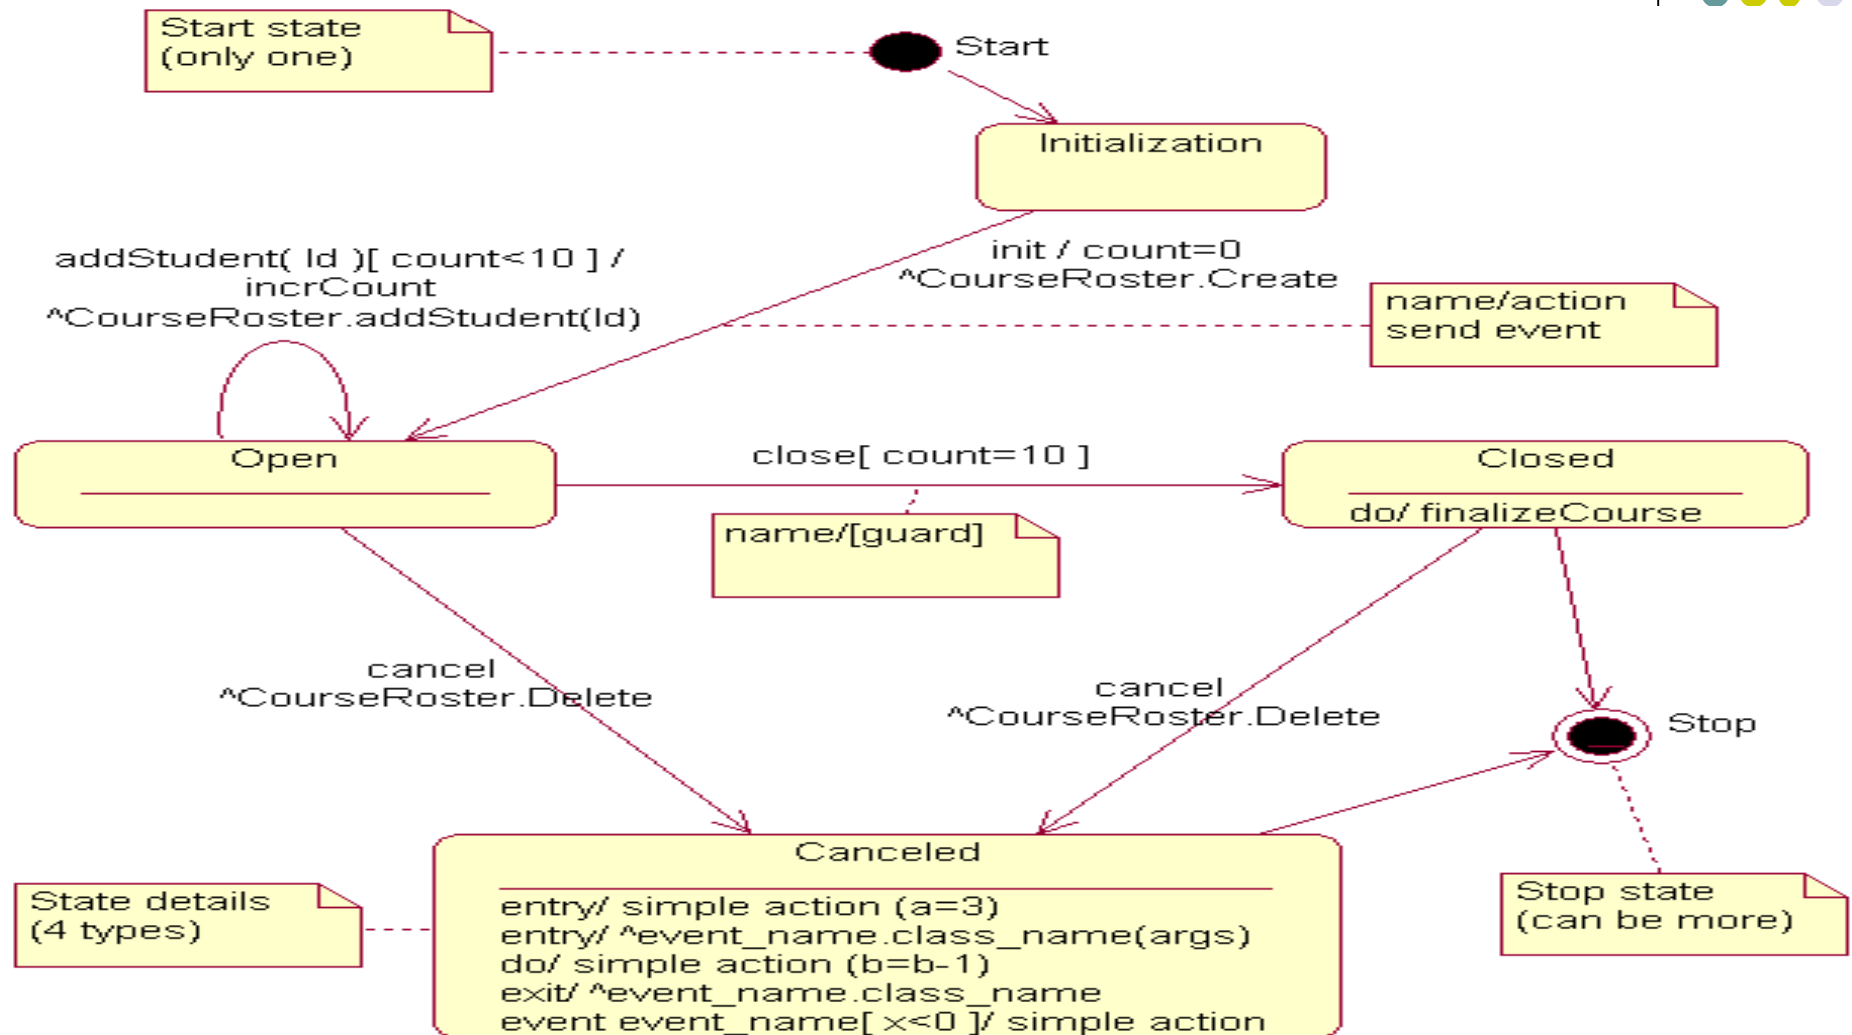 Start state
(only one)
Start
Initialization
addStudent( Id )[ count<10 ] /
incrCount
^CourseRoster.addStudent(Id)
init / count=0
^CourseRoster.Create
name/action
send event
Open
close[ count=10 ]
Closed
do/ finalizeCourse
name/[guard]
cancel
^CourseRoster.Delete
cancel
^CourseRoster.Delete
Stop
Canceled
entry/ simple action (a=3)
entry/ ^event_name.class_name(args)
do/ simple action (b=b-1)
exit/ ^event_name.class_name
event event_name[ x<0 ]/ simple action
State details
(4 types)
Stop state
(can be more)